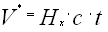 V* = Hₓ · c · t